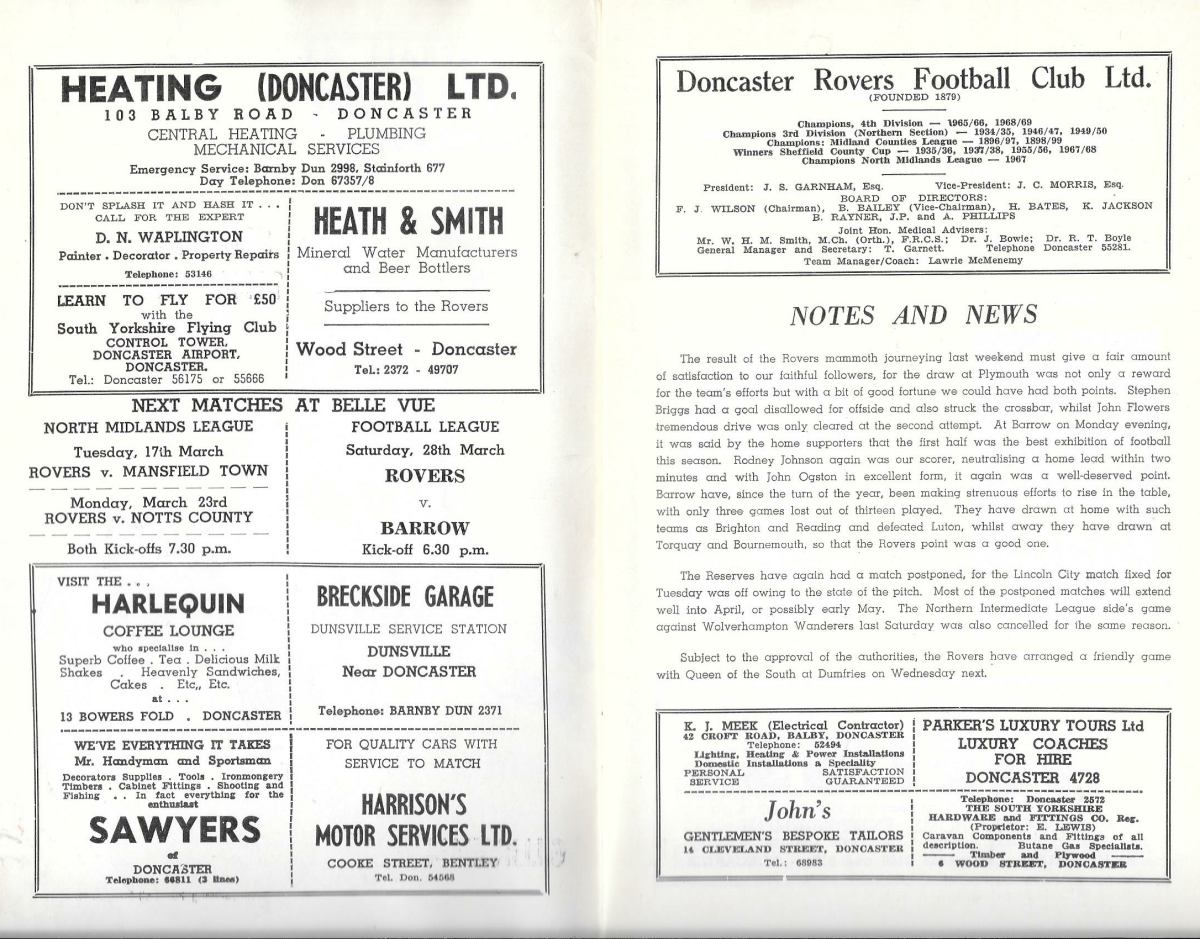 HEATING (DONCASTER) LTD.
103 BALBY ROAD - DONCASTER
CENTRAL HEATING - PLUMBING
MECHANICAL SERVICES
Emergency Service: Barnby Dun 2998, Stainforth 677
Day Telephone: Don 67357/8
DON'T SPLASH IT AND HASH IT . . .
CALL FOR THE EXPERT
D. N. WAPLINGTON
Painter . Decorator . Property Repairs
Telephone: 53146
LEARN TO FLY FOR £50
with the
South Yorkshire Flying Club
CONTROL TOWER,
DONCASTER AIRPORT,
DONCASTER.
Tel.: Doncaster 56175 or 55666
HEATH & SMITH
Mineral Water Manufacturers
and Beer Bottlers
Suppliers to the Rovers
Wood Street - Doncaster
Tel.: 2372 - 49707
NEXT MATCHES AT BELLE VUE
NORTH MIDLANDS LEAGUE
Tuesday, 17th March
ROVERS v. MANSFIELD TOWN
Monday, March 23rd
ROVERS v. NOTTS COUNTY
Both Kick-offs 7.30 p.m.
FOOTBALL LEAGUE
Saturday, 28th March
ROVERS
v.
BARROW
Kick-off 6.30 p.m.
VISIT THE . . .
HARLEQUIN
COFFEE LOUNGE
who specialise in . . .
Superb Coffee . Tea . Delicious Milk
Shakes . Heavenly Sandwiches,
Cakes . Etc,, Etc.
at . . .
13 BOWERS FOLD . DONCASTER
BRECKSIDE GARAGE
DUNSVILLE SERVICE STATION
DUNSVILLE
Near DONCASTER
Telephone: BARNBY DUN 2371
WE'VE EVERYTHING IT TAKES
Mr. Handyman and Sportsman
Decorators Supplies . Tools . Ironmongery
Timbers . Cabinet Fittings . Shooting and
Fishing . . In fact everything for the
enthusiast
SAWYERS
of
DONCASTER
Telephone: 66811 (3 lines)
FOR QUALITY CARS WITH
SERVICE TO MATCH
HARRISON'S
MOTOR SERVICES LTD.
COOKE STREET, BENTLEY
Tel. Don. 54568
Doncaster Rovers Football Club Ltd.
(FOUNDED 1879)
Champions, 4th Division — 1965/66, 1968/69
Champions 3rd Division (Northern Section) — 1934/35, 1946/47, 1949/50
Champions: Midland Counties League — 1896/97, 1898/99
Winners Sheffield County Cup — 1935/36, 1937/38, 1955/56, 1967/68
Champions North Midlands League — 1967
President: J. S. GARNHAM, Esq. Vice-President: J. C. MORRIS, Esq.
BOARD OF DIRECTORS:
F. J. WILSON (Chairman), B. BAILEY (Vice-Chairman), H. BATES, K. JACKSON
B. RAYNER, J.P. and A. PHILLIPS
Joint Hon. Medical Advisers:
Mr. W. H. M. Smith, M.Ch. (Orth.), F.R.C.S.; Dr. J. Bowie; Dr. R. T. Boyle
General Manager and Secretary: T. Garnett. Telephone Doncaster 55281.
Team Manager/Coach: Lawrie McMenemy
NOTES AND NEWS
The result of the Rovers mammoth journeying last weekend must give a fair amount
of satisfaction to our faithful followers, for the draw at Plymouth was not only a reward
for the team's efforts but with a bit of good fortune we could have had both points. Stephen
Briggs had a goal disallowed for offside and also struck the crossbar, whilst John Flowers
tremendous drive was only cleared at the second attempt. At Barrow on Monday evening,
it was said by the home supporters that the first half was the best exhibition of football
this season. Rodney Johnson again was our scorer, neutralising a home lead within two
minutes and with John Ogston in excellent form, it again was a well-deserved point.
Barrow have, since the turn of the year, been making strenuous efforts to rise in the table,
with only three games lost out of thirteen played. They have drawn at home with such
teams as Brighton and Reading and defeated Luton, whilst away they have drawn at
Torquay and Bournemouth, so that the Rovers point was a good one.
The Reserves have again had a match postponed, for the Lincoln City match fixed for
Tuesday was off owing to the state of the pitch. Most of the postponed matches will extend
well into April, or possibly early May. The Northern Intermediate League side's game
against Wolverhampton Wanderers last Saturday was also cancelled for the same reason.
Subject to the approval of the authorities, the Rovers have arranged a friendly game
with Queen of the South at Dumfries on Wednesday next.
K. J. MEEK (Electrical Contractor)
42 CROFT ROAD, BALBY, DONCASTER
Telephone: 52494
Lighting, Heating & Power Installations
Domestic Installations a Speciality
PERSONAL SATISFACTION
SERVICE GUARANTEED
PARKER'S LUXURY TOURS Ltd
LUXURY COACHES
FOR HIRE
DONCASTER 4728
John's
GENTLEMEN'S BESPOKE TAILORS
14 CLEVELAND STREET, DONCASTER
Tel.: 68983
Telephone: Doncaster 2572
THE SOUTH YORKSHIRE
HARDWARE and FITTINGS CO. Reg.
(Proprietor: E. LEWIS)
Caravan Components and Fittings of all
description. Butane Gas Specialists.
Timber and Plywood
6 WOOD STREET, DONCASTER